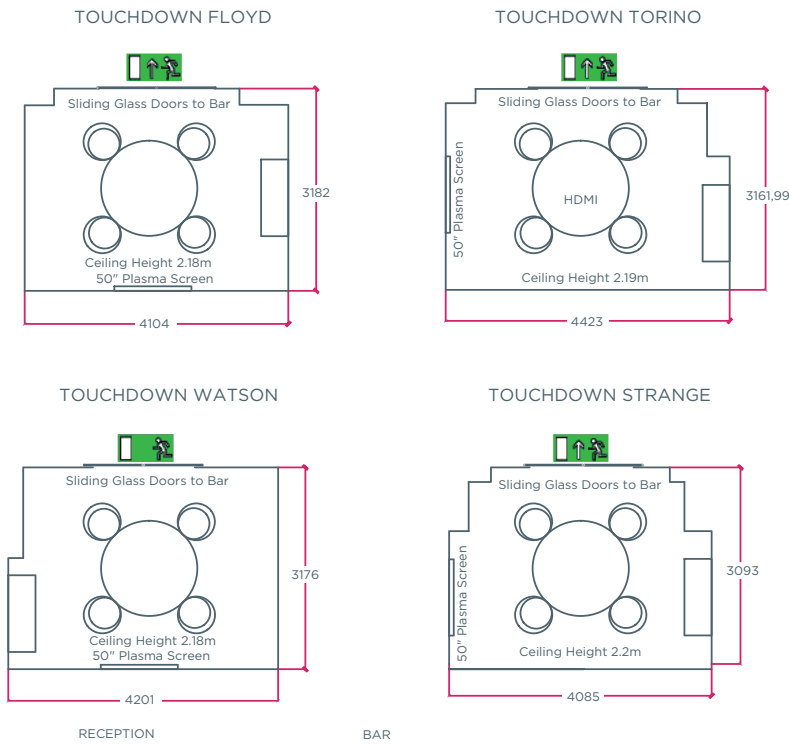 TOUCHDOWN FLOYD
Sliding Glass Doors to Bar
3182
Ceiling Height 2.18m
50" Plasma Screen
4104
TOUCHDOWN TORINO
Sliding Glass Doors to Bar
50" Plasma Screen
HDMI
3161,99
Ceiling Height 2.19m
4423
TOUCHDOWN WATSON
Sliding Glass Doors to Bar
3176
Ceiling Height 2.18m
50" Plasma Screen
4201
TOUCHDOWN STRANGE
Sliding Glass Doors to Bar
50" Plasma Screen
3093
Ceiling Height 2.2m
4085
RECEPTION
BAR